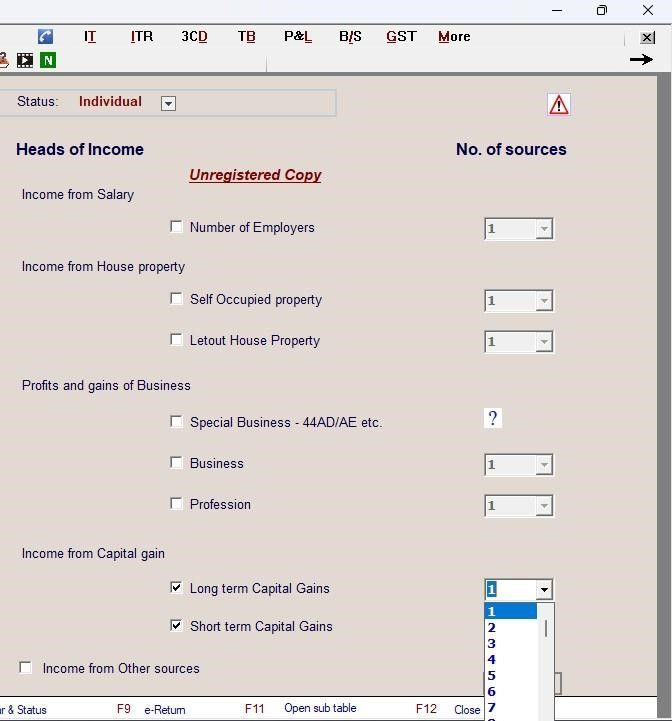 IT ITR 3CD TB P&L B/S GST More
N
Status: Individual
Heads of Income No. of sources
Unregistered Copy
Income from Salary
Number of Employers 1
Income from House property
Self Occupied property 1
Letout House Property 1
Profits and gains of Business
Special Business - 44AD/AE etc. ?
Business 1
Profession 1
Income from Capital gain
Long term Capital Gains 1
1
Short term Capital Gains 2
3
4
Income from Other sources 5
6
7
r & Status F9 e-Return F11 Open sub table F12 Close